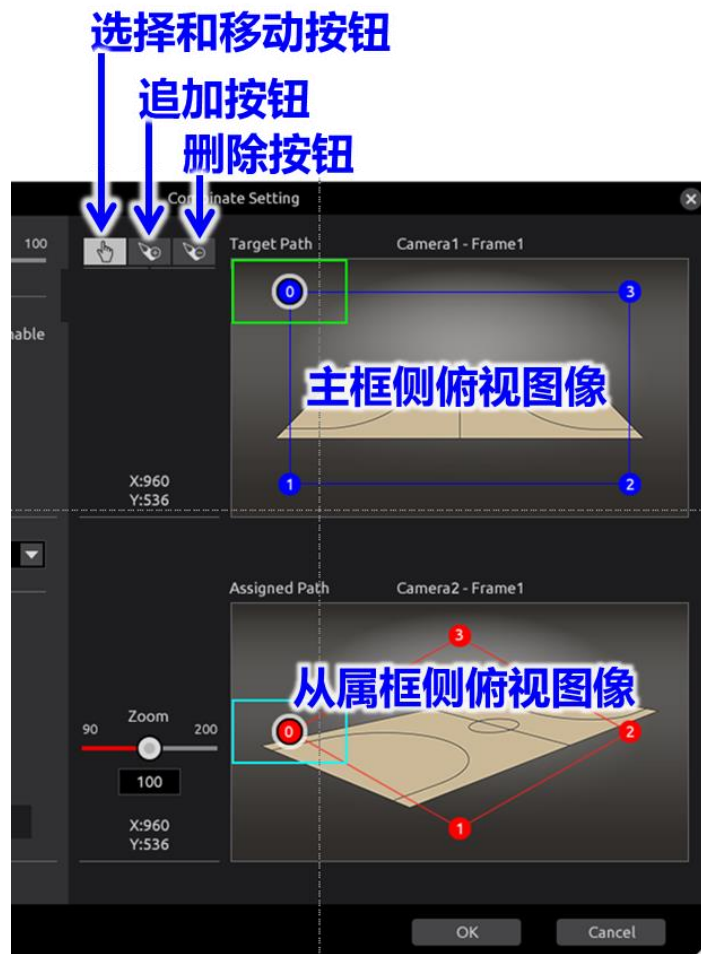 选择和移动按钮
追加按钮
删除按钮
Combinate Setting
100
Target Path
Camera1 - Frame1
nable
0
3
主框侧俯视图像
1
2
X:960
Y:536
Assigned Path
Camera2 - Frame1
3
从属框侧俯视图像
Zoom
90
200
0
2
100
1
X:960
Y:536
OK
Cancel